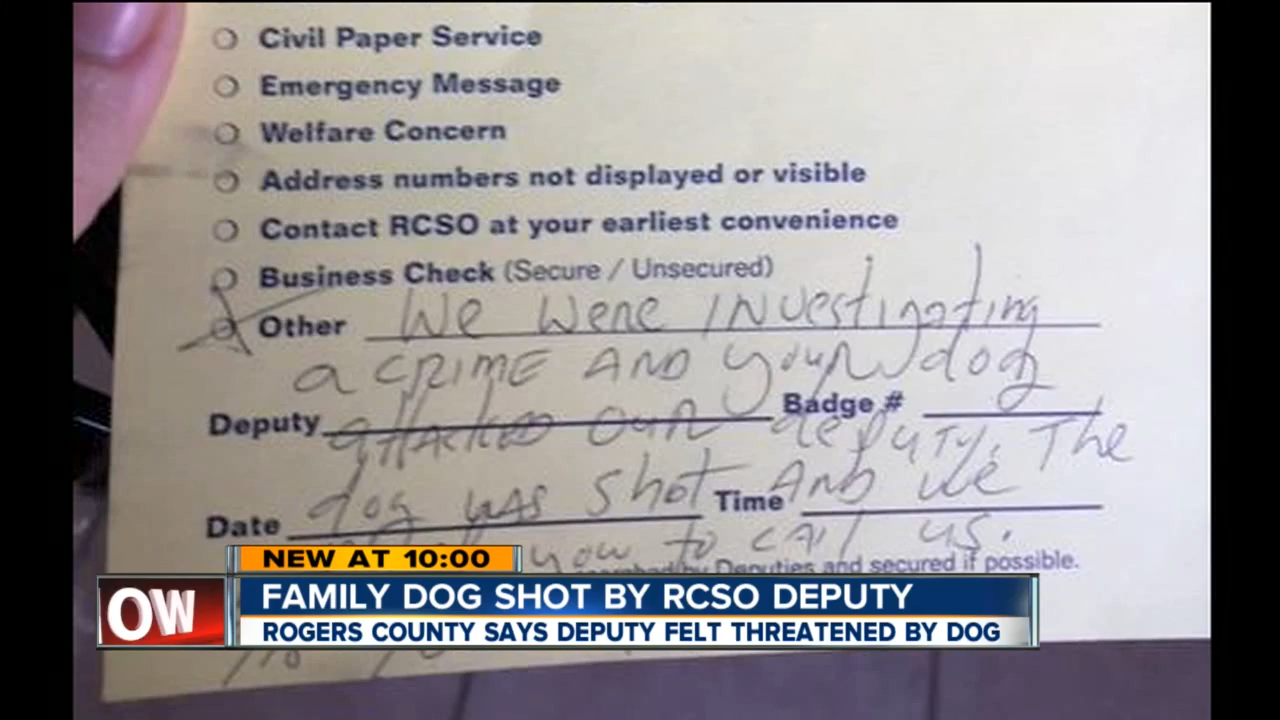 Civil Paper Service
Emergency Message
Welfare Concern
Address numbers not displayed or visible
Contact RCSO at your earliest convenience
Business Check (Secure / Unsecured)
Other We were investigating
a crime and your dog
Deputy Badge #
attacked our deputy. The
dog was shot and we
Date Time
you to call us.
by Deputies and secured if possible.
NEW AT 10:00
OW
FAMILY DOG SHOT BY RCSO DEPUTY
ROGERS COUNTY SAYS DEPUTY FELT THREATENED BY DOG